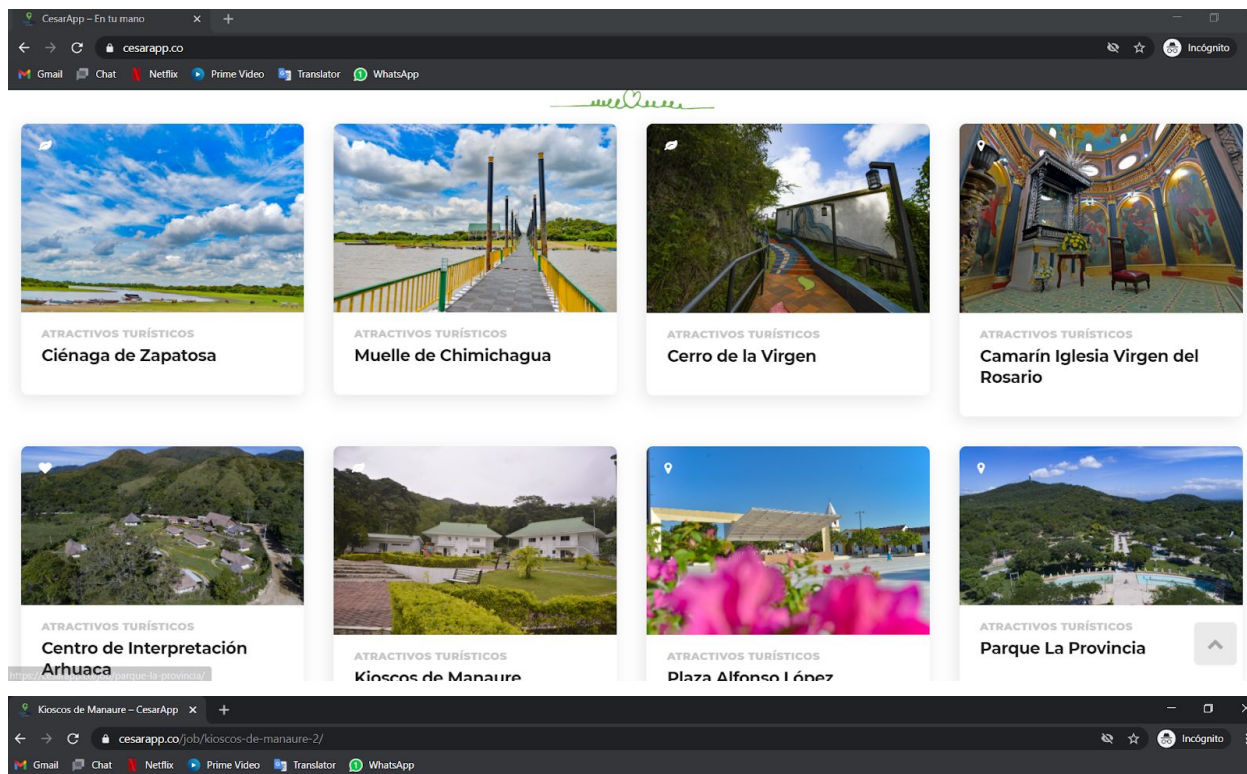 CesarApp – En tu mano
cesarapp.co
Incógnito
Gmail Chat Netflix Prime Video Translator WhatsApp
ATRACTIVOS TURÍSTICOS
Ciénaga de Zapatosa
ATRACTIVOS TURÍSTICOS
Muelle de Chimichagua
ATRACTIVOS TURÍSTICOS
Cerro de la Virgen
ATRACTIVOS TURÍSTICOS
Camarín Iglesia Virgen del
Rosario
ATRACTIVOS TURÍSTICOS
Centro de Interpretación
Arhuaca
ATRACTIVOS TURÍSTICOS
Kioscos de Manaure
ATRACTIVOS TURÍSTICOS
Plaza Alfonso López
ATRACTIVOS TURÍSTICOS
Parque La Provincia
Kioscos de Manaure – CesarApp
cesarapp.co/job/kioscos-de-manaure-2/
Incógnito
Gmail Chat Netflix Prime Video Translator WhatsApp